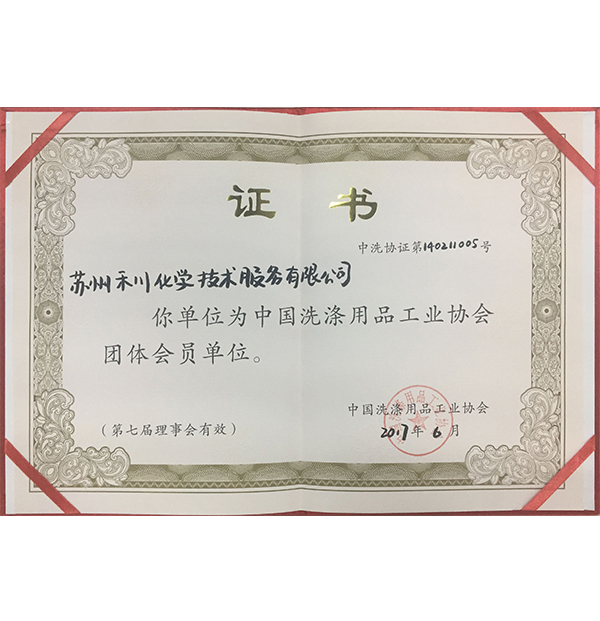 证 书
中洗协证第140211005号
苏州禾川化学技术服务有限公司
你单位为中国洗涤用品工业协会
团体会员单位。
中国洗涤用品工业协会
(第七届理事会有效)
2017年6月